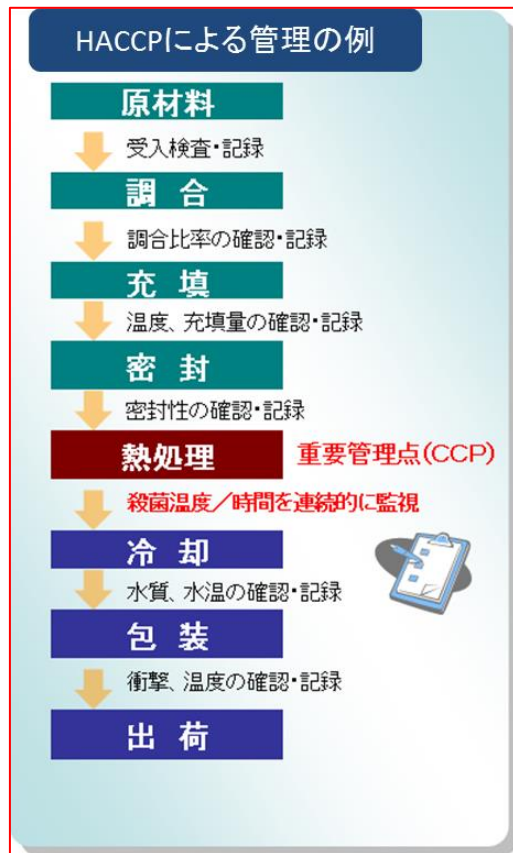 HACCPによる管理の例
原材料
受入検査・記録
調 合
調合比率の確認・記録
充 填
温度、充填量の確認・記録
密 封
密封性の確認・記録
熱処理 重要管理点(CCP)
殺菌温度/時間を連続的に監視
冷 却
水質、水温の確認・記録
包 装
衝撃、温度の確認・記録
出 荷